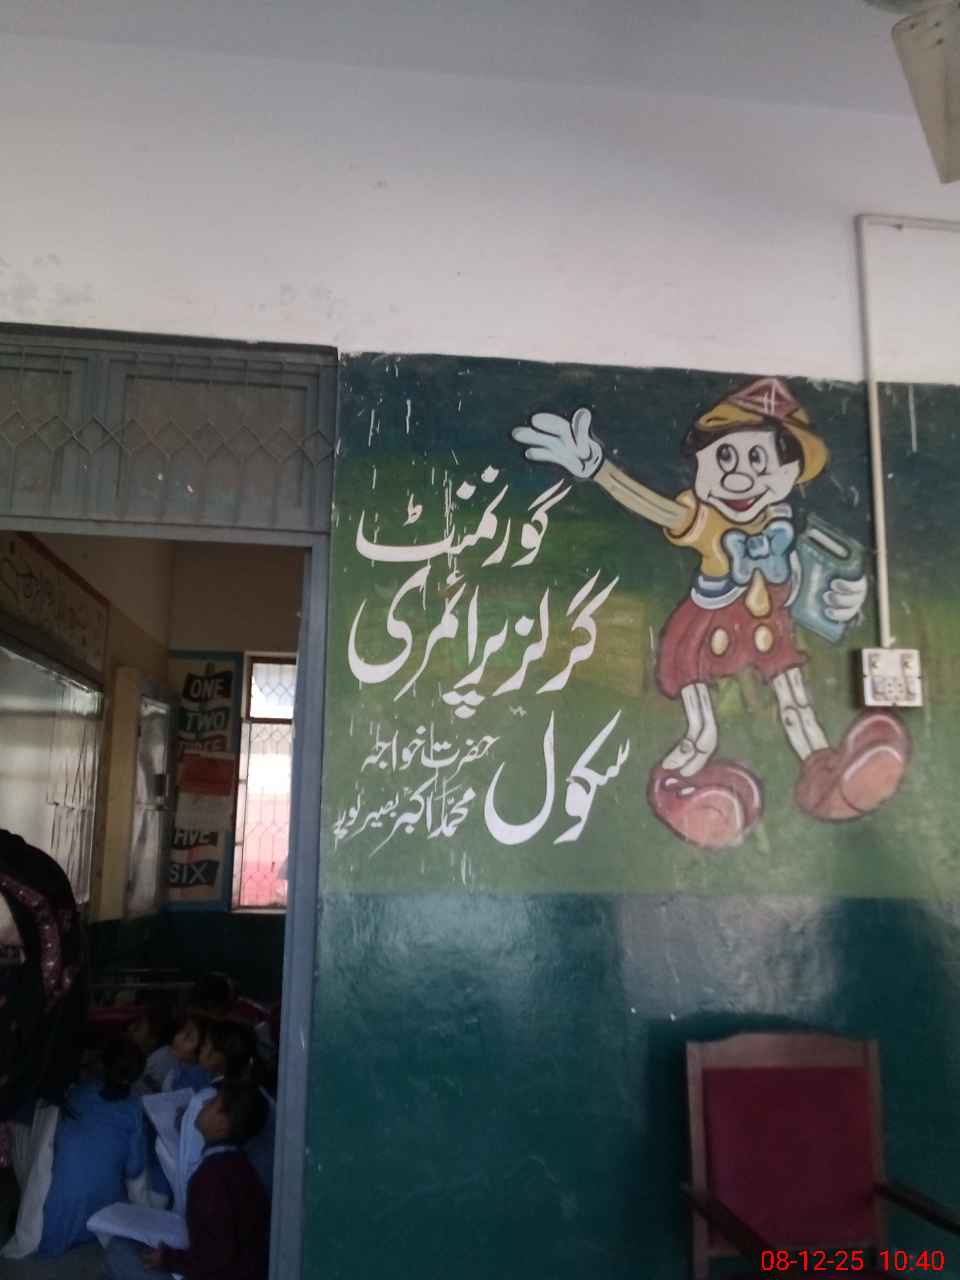 گورنمنٹ
گرلز پرائمری
سکول
حضرت خواجہ
محمد اکبر بصیر پور
ONE
TWO
THREE
FIVE
SIX
08-12-25 10:40